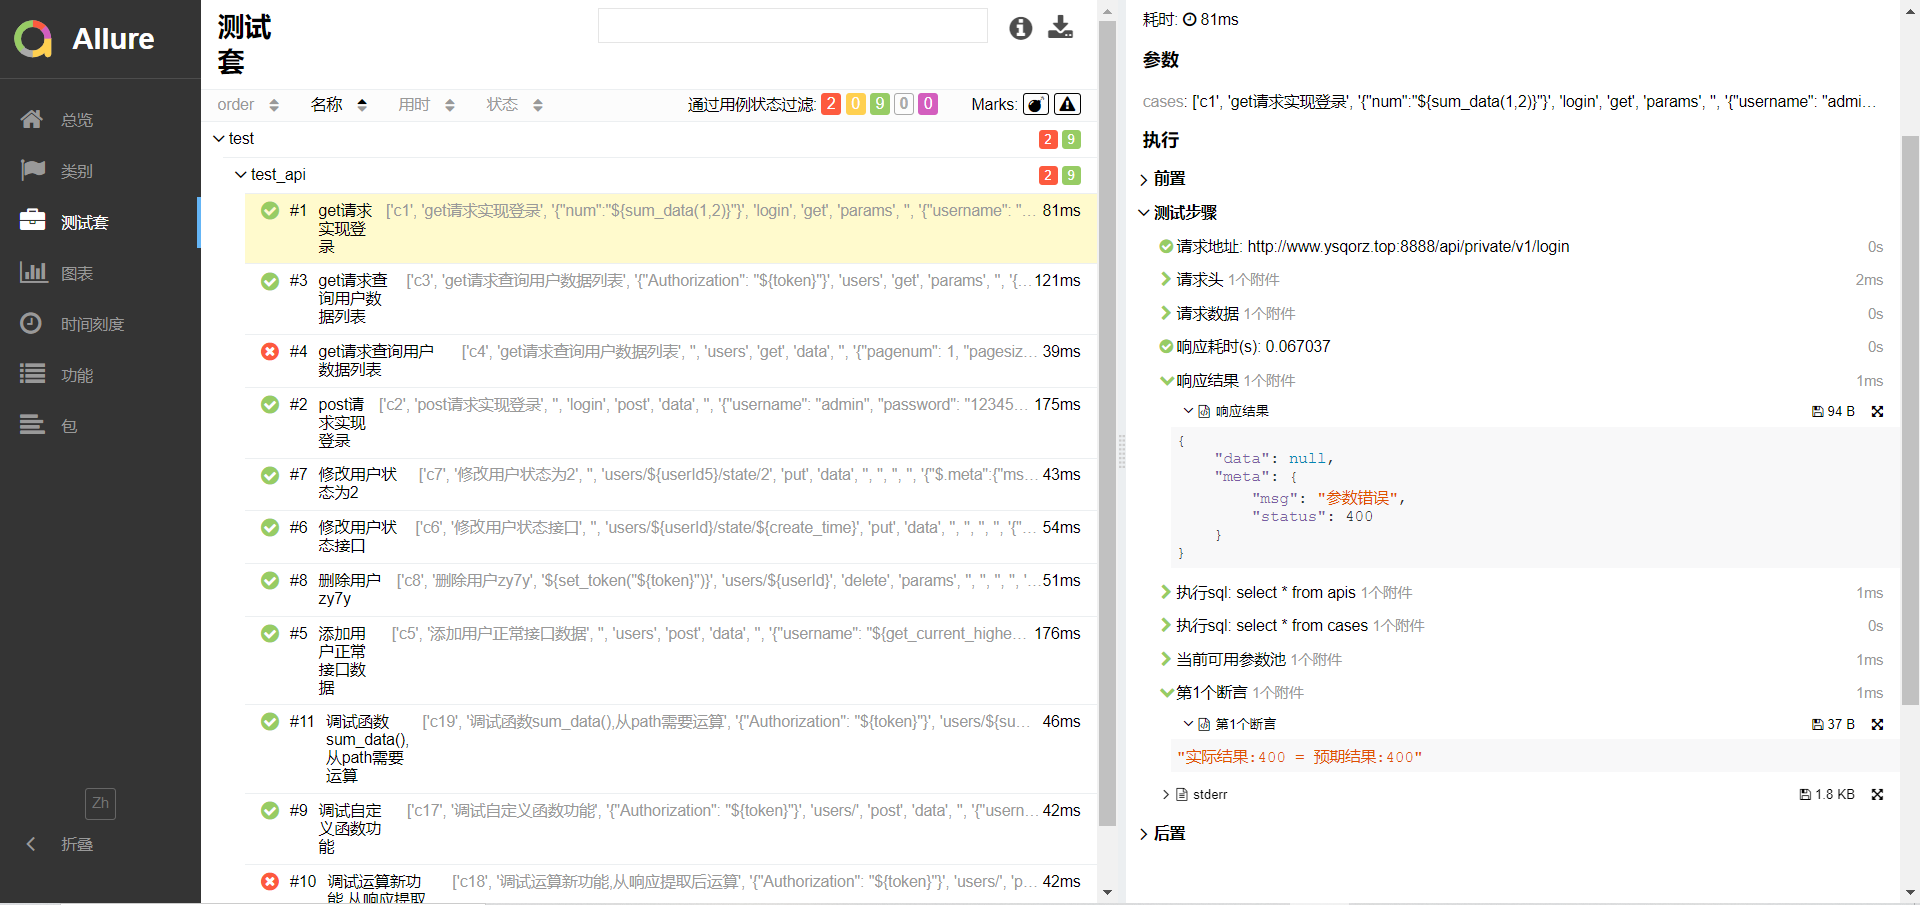 Allure
总览
类别
测试套
图表
时间刻度
功能
包
Zh
折叠
测试
套
order 名称 用时 状态 通过用例状态过滤: 2 0 9 0 0 Marks:
test 2 9
test_api 2 9
#1 get请求 ['c1', 'get请求实现登录', '{"num":"${sum_data(1,2)}"}', 'login', 'get', 'params', '', '{"username": "... 81ms
实现登
录
#3 get请求查 ['c3', 'get请求查询用户数据列表', '{"Authorization": "${token}"}', 'users', 'get', 'params', '', '{... 121ms
询用户数
据列表
#4 get请求查询用户 ['c4', 'get请求查询用户数据列表', '', 'users', 'get', 'data', '', '{"pagenum": 1, "pagesiz... 39ms
数据列表
#2 post请 ['c2', 'post请求实现登录', '', 'login', 'post', 'data', '', '{"username": "admin", "password": "12345... 175ms
求实现
登录
#7 修改用户状 ['c7', '修改用户状态为2', '', 'users/${userId5}/state/2', 'put', 'data', '', '', '', '', '{"$.meta":{"ms... 43ms
态为2
#6 修改用户状 ['c6', '修改用户状态接口', '', 'users/${userId}/state/${create_time}', 'put', 'data', '', '', '', '', '{"... 54ms
态接口
#8 删除用户 ['c8', '删除用户zy7y', '${set_token("${token}")}', 'users/${userId}', 'delete', 'params', '', '', '', '', '... 51ms
zy7y
#5 添加用 ['c5', '添加用户正常接口数据', '', 'users', 'post', 'data', '', '{"username": "${get_current_highe... 176ms
户正常
接口数
据
#11 调试函数 ['c19', '调试函数sum_data(),从path需要运算', '{"Authorization": "${token}"}', 'users/${su... 46ms
sum_data(),
从path需要
运算
#9 调试自定 ['c17', '调试自定义函数功能', '{"Authorization": "${token}"}', 'users/', 'post', 'data', '', '{"usern... 42ms
义函数功
能
#10 调试运算新功 ['c18', '调试运算新功能,从响应提取后运算', '{"Authorization": "${token}"}', 'users/', 'p... 42ms
能,从响应提取
耗时: 81ms
参数
cases: ['c1', 'get请求实现登录', '{"num":"${sum_data(1,2)}"}', 'login', 'get', 'params', '', '{"username": "admi...
执行
前置
测试步骤
请求地址: http://www.ysqorz.top:8888/api/private/v1/login 0s
请求头 1个附件 2ms
请求数据 1个附件 0s
响应耗时(s): 0.067037 0s
响应结果 1个附件 1ms
响应结果 94 B
{
"data": null,
"meta": {
"msg": "参数错误",
"status": 400
}
}
执行sql: select * from apis 1个附件 1ms
执行sql: select * from cases 1个附件 0s
当前可用参数池 1个附件 1ms
第1个断言 1个附件 1ms
第1个断言 37 B
"实际结果:400 = 预期结果:400"
stderr 1.8 KB
后置